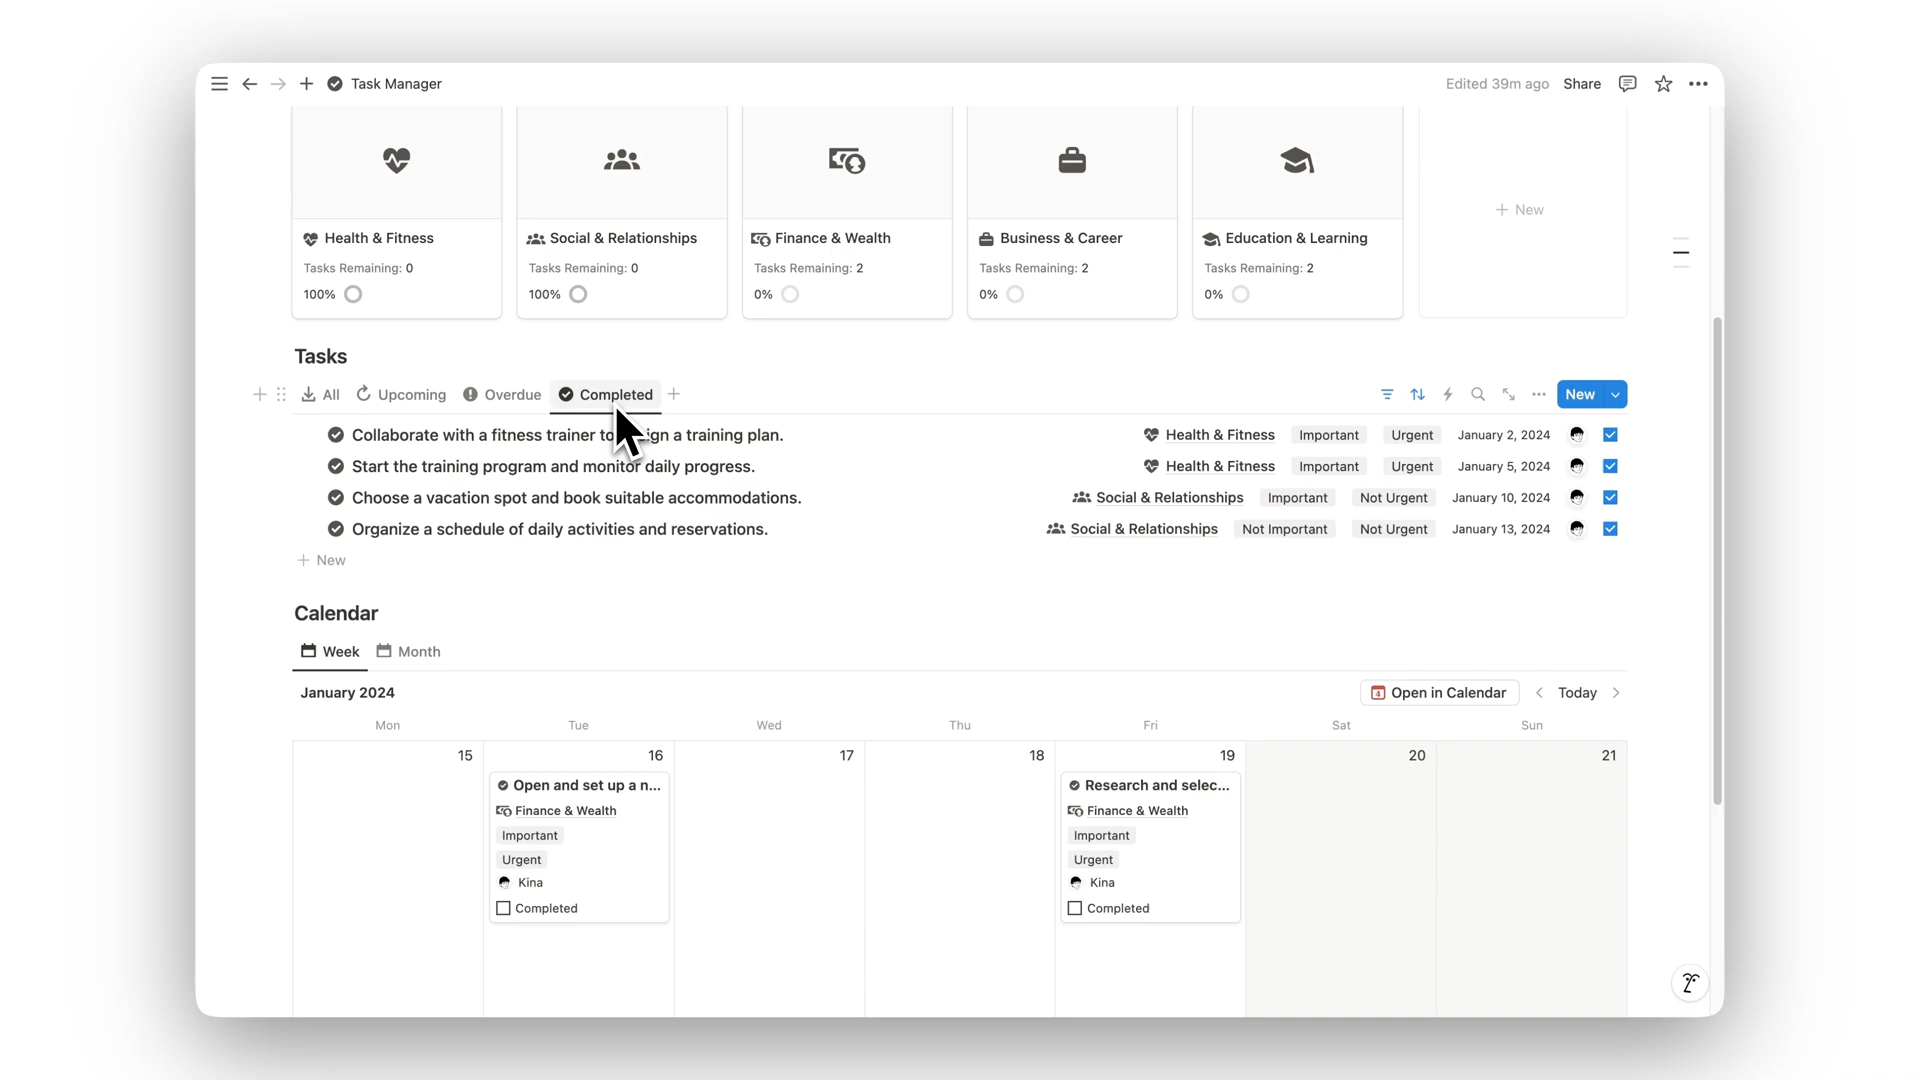 Task Manager
Edited 39m ago Share
Health & Fitness
Tasks Remaining: 0
100%
Social & Relationships
Tasks Remaining: 0
100%
Finance & Wealth
Tasks Remaining: 2
0%
Business & Career
Tasks Remaining: 2
0%
Education & Learning
Tasks Remaining: 2
0%
+ New
Tasks
All Upcoming Overdue Completed
New
Collaborate with a fitness trainer to a training plan. Health & Fitness Important Urgent January 2, 2024
Start the training program and monitor daily progress. Health & Fitness Important Urgent January 5, 2024
Choose a vacation spot and book suitable accommodations. Social & Relationships Important Not Urgent January 10, 2024
Organize a schedule of daily activities and reservations. Social & Relationships Not Important Not Urgent January 13, 2024
+ New
Calendar
Week Month
January 2024
4 Open in Calendar Today
Mon Tue Wed Thu Fri Sat Sun
15 16 17 18 19 20 21
Open and set up a n...
Finance & Wealth
Important
Urgent
Kina
Completed
Research and selec...
Finance & Wealth
Important
Urgent
Kina
Completed